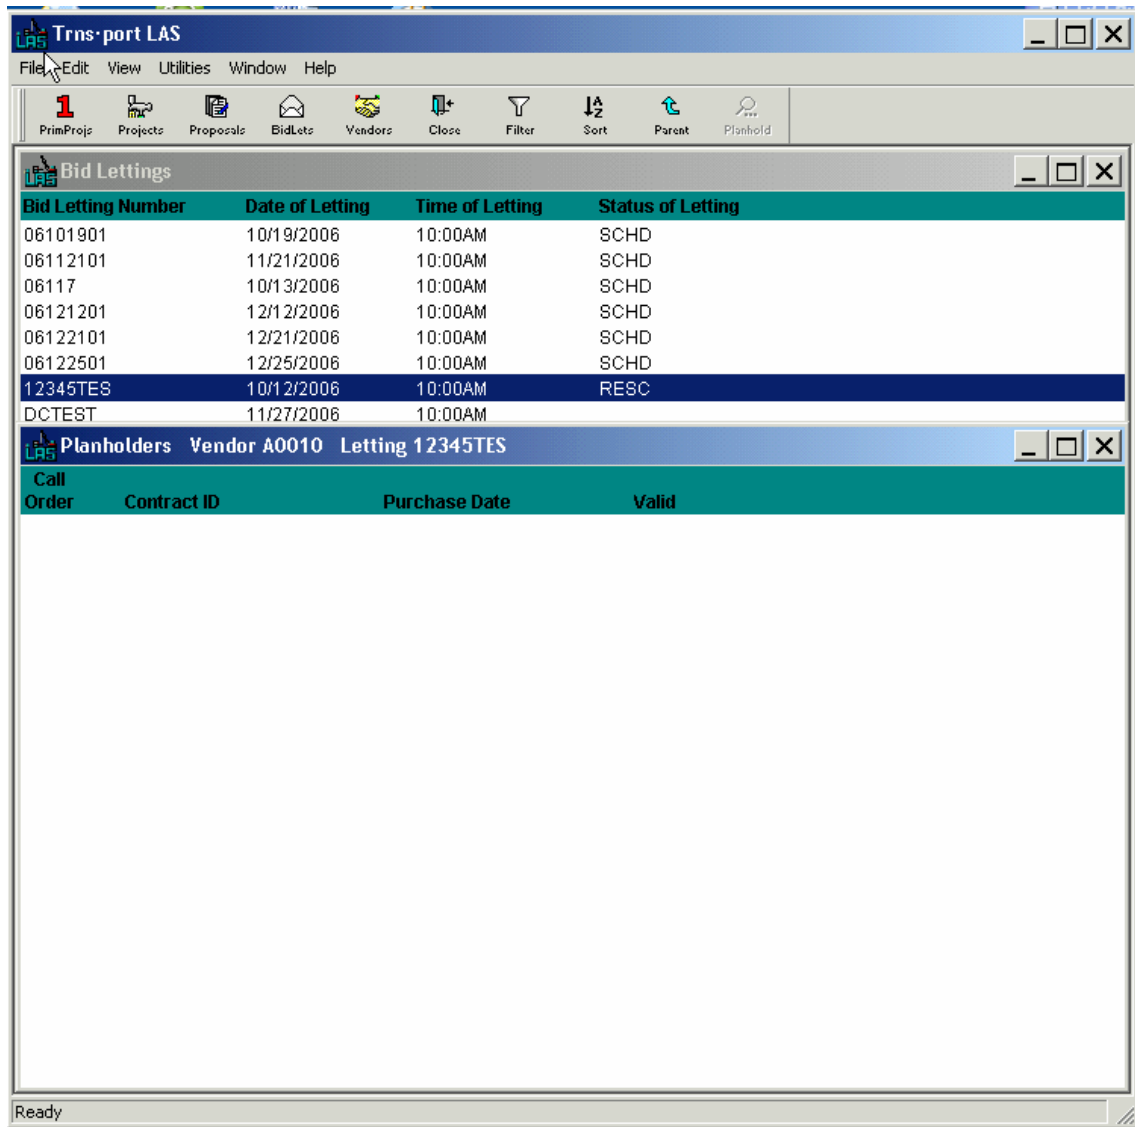 LAS Trns·port LAS
File Edit View Utilities Window Help
1 PrimProjs Projects Proposals BidLets Vendors Close Filter AZ Sort Parent Planhold
LAS Bid Lettings
Bid Letting Number Date of Letting Time of Letting Status of Letting
06101901 10/19/2006 10:00AM SCHD
06112101 11/21/2006 10:00AM SCHD
06117 10/13/2006 10:00AM SCHD
06121201 12/12/2006 10:00AM SCHD
06122101 12/21/2006 10:00AM SCHD
06122501 12/25/2006 10:00AM SCHD
12345TES 10/12/2006 10:00AM RESC
DCTEST 11/27/2006 10:00AM
LAS Planholders Vendor A0010 Letting 12345TES
Call
Order Contract ID Purchase Date Valid
Ready